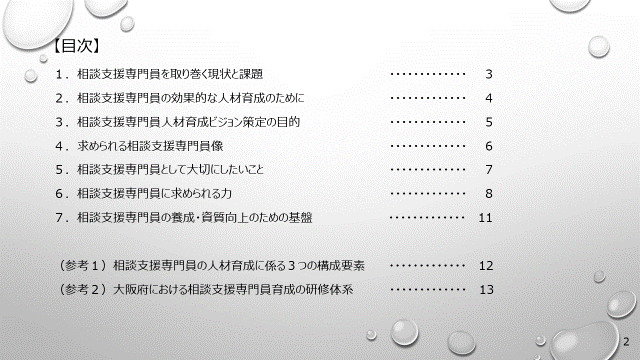 【目次】
１．相談支援専門員を取り巻く現状と課題 ・・・・・・・・・・・・・ 3
２．相談支援専門員の効果的な人材育成のために ・・・・・・・・・・・・・ 4
３．相談支援専門員人材育成ビジョン策定の目的 ・・・・・・・・・・・・・ 5
４．求められる相談支援専門員像 ・・・・・・・・・・・・・ 6
５．相談支援専門員として大切にしたいこと ・・・・・・・・・・・・・ 7
６．相談支援専門員に求められる力 ・・・・・・・・・・・・・ 8
７．相談支援専門員の養成・資質向上のための基盤 ・・・・・・・・・・・・・ 11
（参考１）相談支援専門員の人材育成に係る３つの構成要素 ・・・・・・・・・・・・・ 12
（参考２）大阪府における相談支援専門員育成の研修体系 ・・・・・・・・・・・・・ 13
2